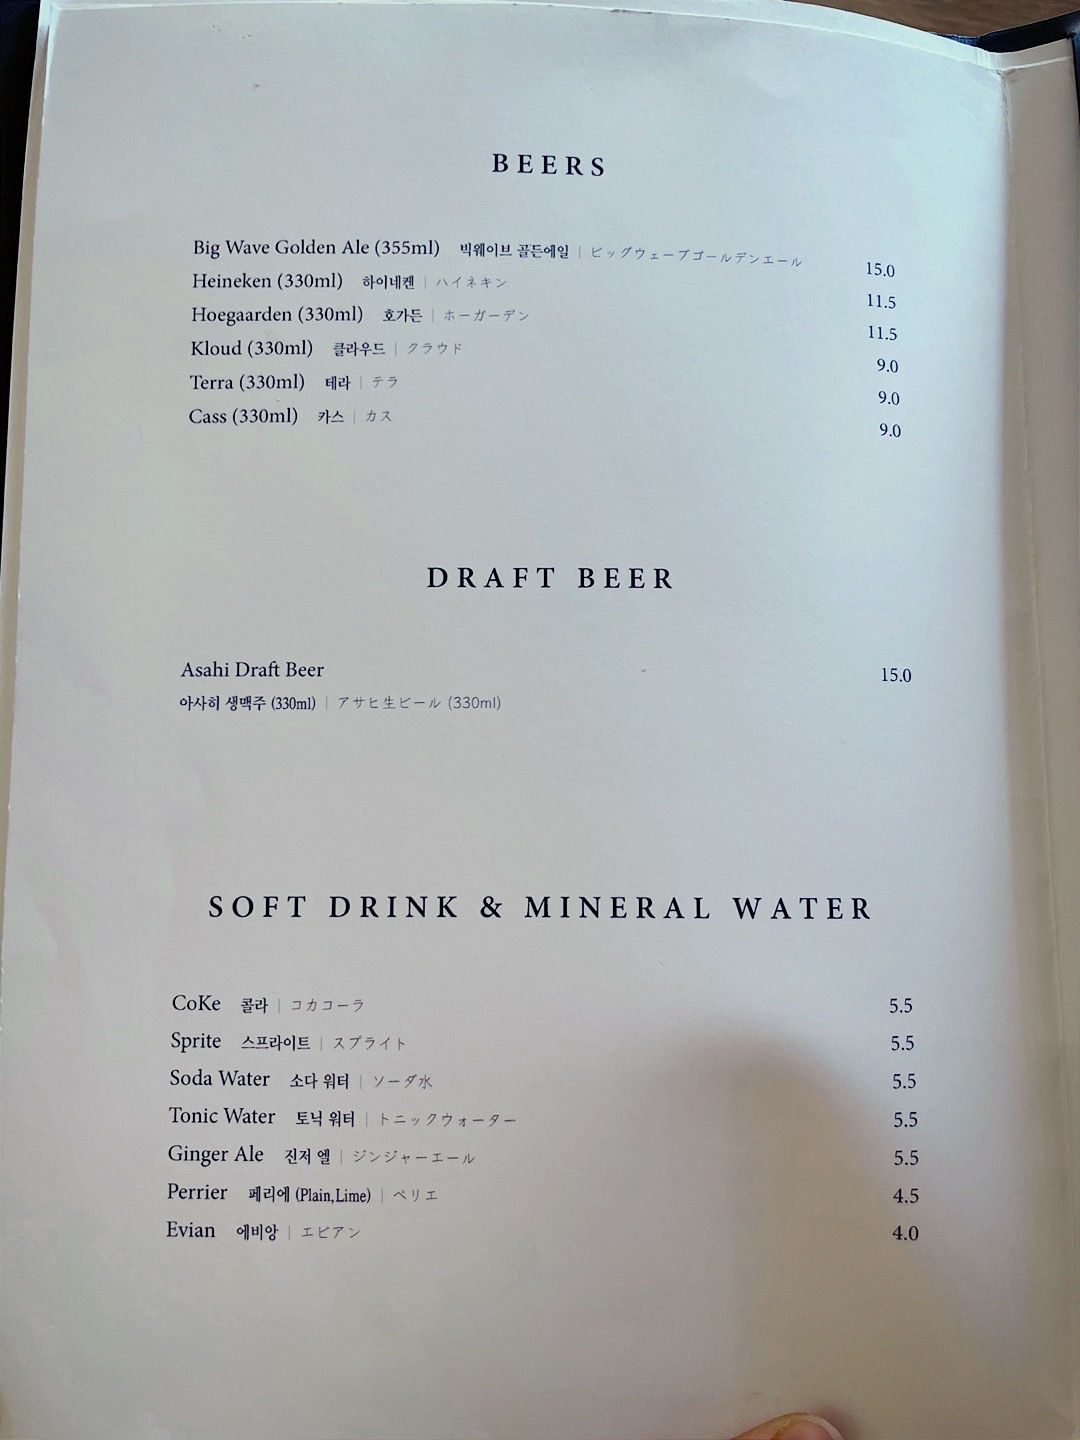 BEERS
Big Wave Golden Ale (355ml) 빅웨이브 골든에일 | ビッグウェーブゴールデンエール 15.0
Heineken (330ml) 하이네켄 | ハイネキン 11.5
Hoegaarden (330ml) 호가든 | ホーガーデン 11.5
Kloud (330ml) 클라우드 | クラウド 9.0
Terra (330ml) 테라 | テラ 9.0
Cass (330ml) 카스 | カス 9.0
DRAFT BEER
Asahi Draft Beer 15.0
아사히 생맥주 (330ml) | アサヒ生ビール (330ml)
SOFT DRINK & MINERAL WATER
CoKe 콜라 | コカコーラ 5.5
Sprite 스프라이트 | スプライト 5.5
Soda Water 소다 워터 | ソーダ水 5.5
Tonic Water 토닉 워터 | トニックウォーター 5.5
Ginger Ale 진저 엘 | ジンジャーエール 5.5
Perrier 페리에 (Plain,Lime) | ペリエ 4.5
Evian 에비앙 | エビアン 4.0